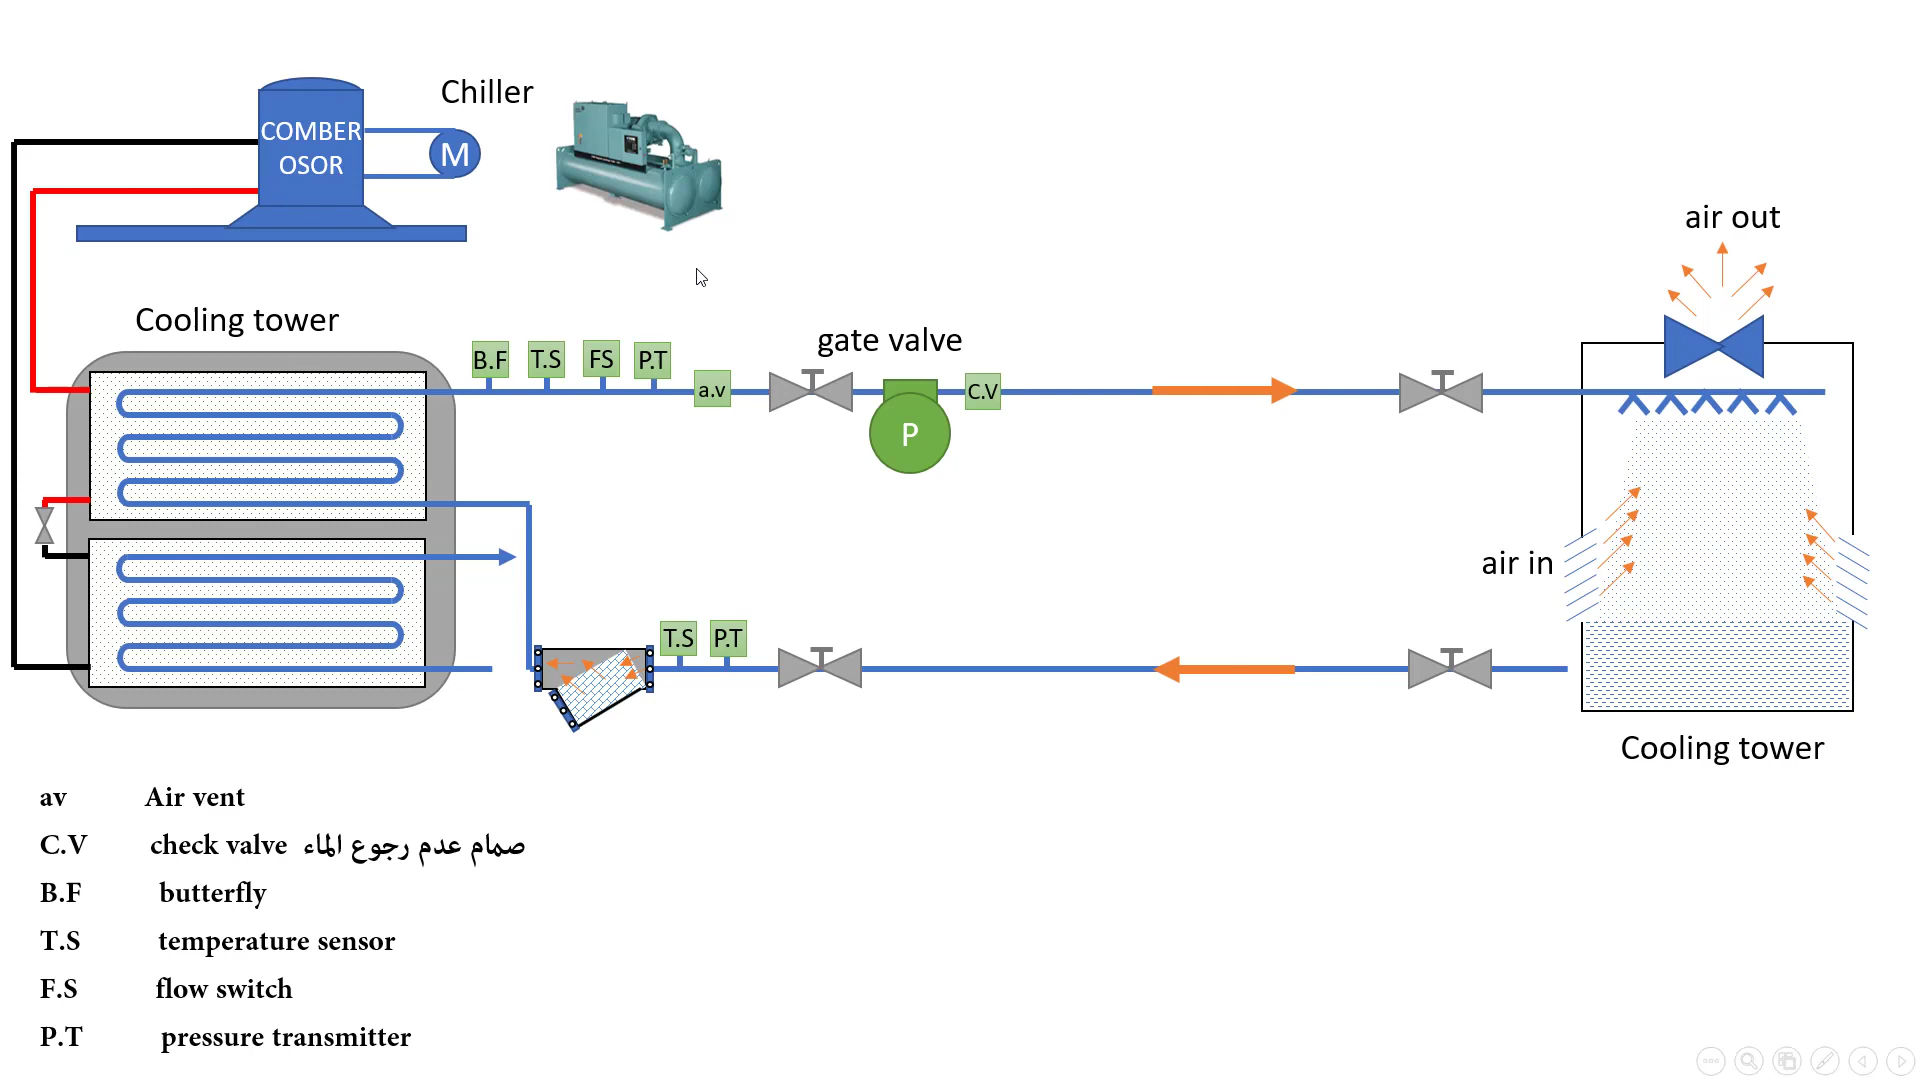 Chiller
COMBER
OSOR
M
air out
Cooling tower
gate valve
B.F
T.S
FS
P.T
a.v
C.V
P
air in
T.S
P.T
Cooling tower
av Air vent
C.V check valve صمام عدم رجوع الماء
B.F butterfly
T.S temperature sensor
F.S flow switch
P.T pressure transmitter